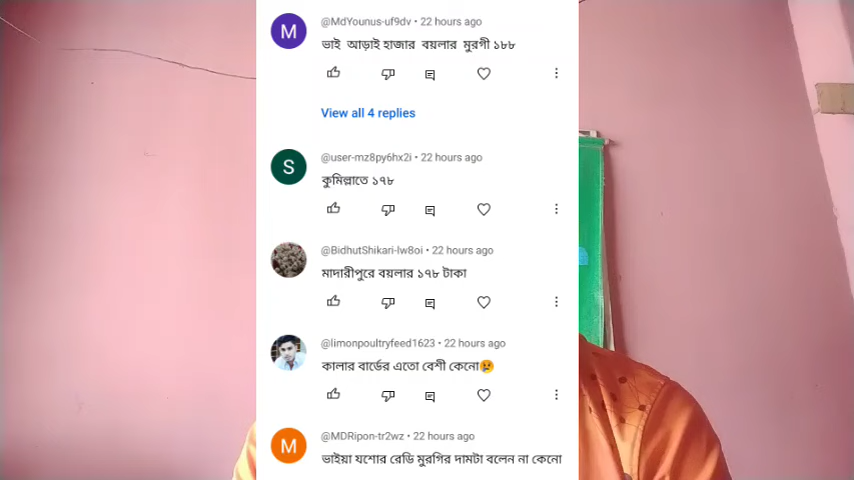 M
@MdYounus-uf9dv • 22 hours ago
ভাই আড়াই হাজার বয়লার মুরগী ১৮৮
View all 4 replies
S
@user-mz8py6hx2i • 22 hours ago
কুমিল্লাতে ১৭৮
@BidhutShikari-lw8oi • 22 hours ago
মাদারীপুরে বয়লার ১৭৮ টাকা
@limonpoultryfeed1623 • 22 hours ago
কালার বার্ডের এতো বেশী কেনো😢
M
@MDRipon-tr2wz • 22 hours ago
ভাইয়া যশোর রেডি মুরগির দামটা বলেন না কেনো